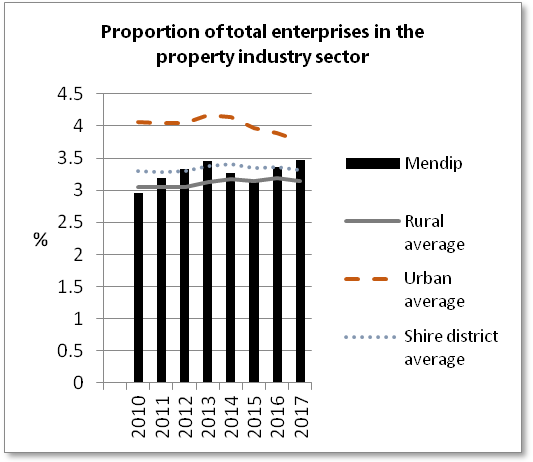 Proportion of total enterprises in the
property industry sector
4.5
4
3.5
3
2.5
2
1.5
1
0.5
0
%
2010
2011
2012
2013
2014
2015
2016
2017
Mendip
Rural
average
Urban
average
Shire district
average